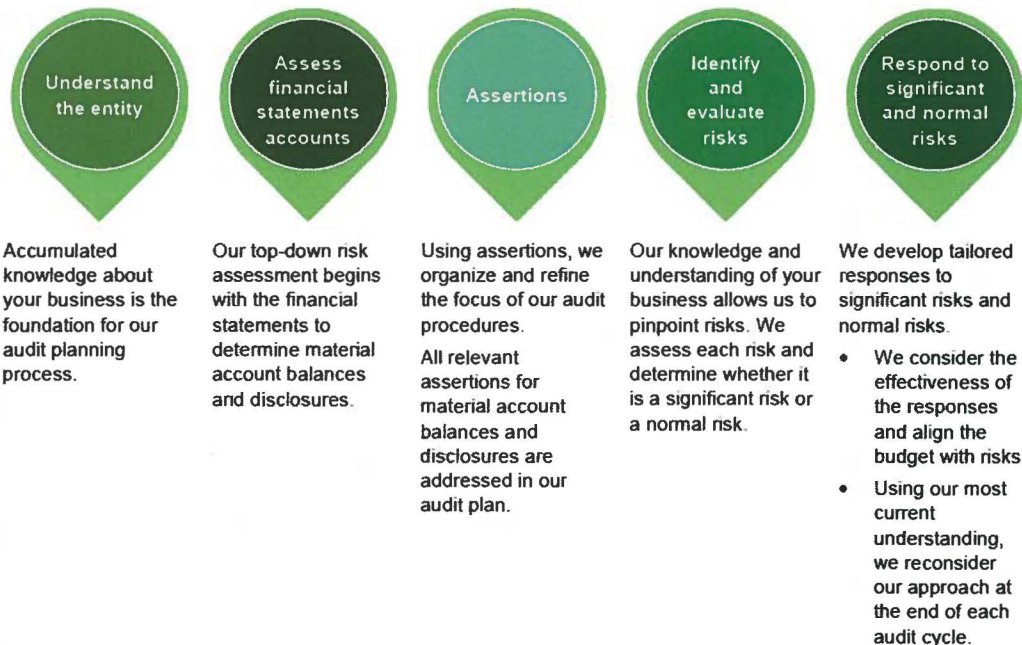 Understand
the entity
Assess
financial
statements
accounts
Assertions
Identify
and
evaluate
risks
Respond to
significant
and normal
risks
Accumulated
knowledge about
your business is the
foundation for our
audit planning
process.
Our top-down risk
assessment begins
with the financial
statements to
determine material
account balances
and disclosures.
Using assertions, we
organize and refine
the focus of our audit
procedures.
All relevant
assertions for
material account
balances and
disclosures are
addressed in our
audit plan.
Our knowledge and
understanding of your
business allows us to
pinpoint risks. We
assess each risk and
determine whether it
is a significant risk or
a normal risk.
We develop tailored
responses to
significant risks and
normal risks.
• We consider the
effectiveness of
the responses
and align the
budget with risks
• Using our most
current
understanding,
we reconsider
our approach at
the end of each
audit cycle.